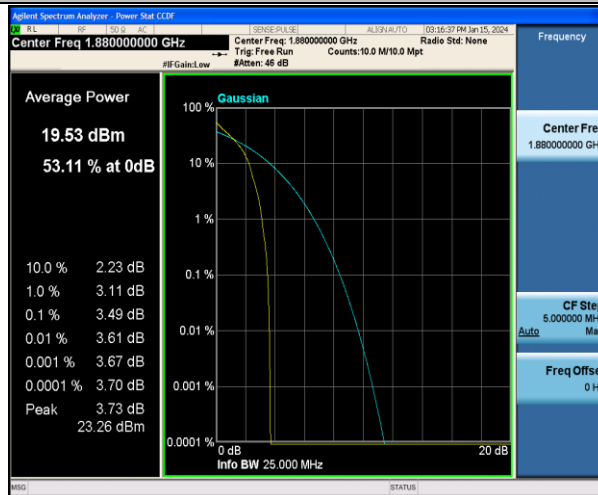 Agilent Spectrum Analyzer - Power Stat CCDF
RL RF 50 Ω AC SENSE:PULSE ALIGNAUTO 03:16:37 PM Jan 15, 2024
Center Freq 1.880000000 GHz Center Freq: 1.880000000 GHz Radio Std: None
Trig: Free Run Counts:10.0 M/10.0 Mpt
#IFGain:Low #Atten: 46 dB
Frequency
Average Power
19.53 dBm
53.11 % at 0dB
10.0 % 2.23 dB
1.0 % 3.11 dB
0.1 % 3.49 dB
0.01 % 3.61 dB
0.001 % 3.67 dB
0.0001 % 3.70 dB
Peak 3.73 dB
23.26 dBm
Gaussian
100 %
10 %
1 %
0.1 %
0.01 %
0.001 %
0.0001 %
0 dB 20 dB
Info BW 25.000 MHz
Center Fre
1.880000000 GH
CF Ste
5.000000 MH
Auto Ma
Freq Offse
0 H
MSG STATUS